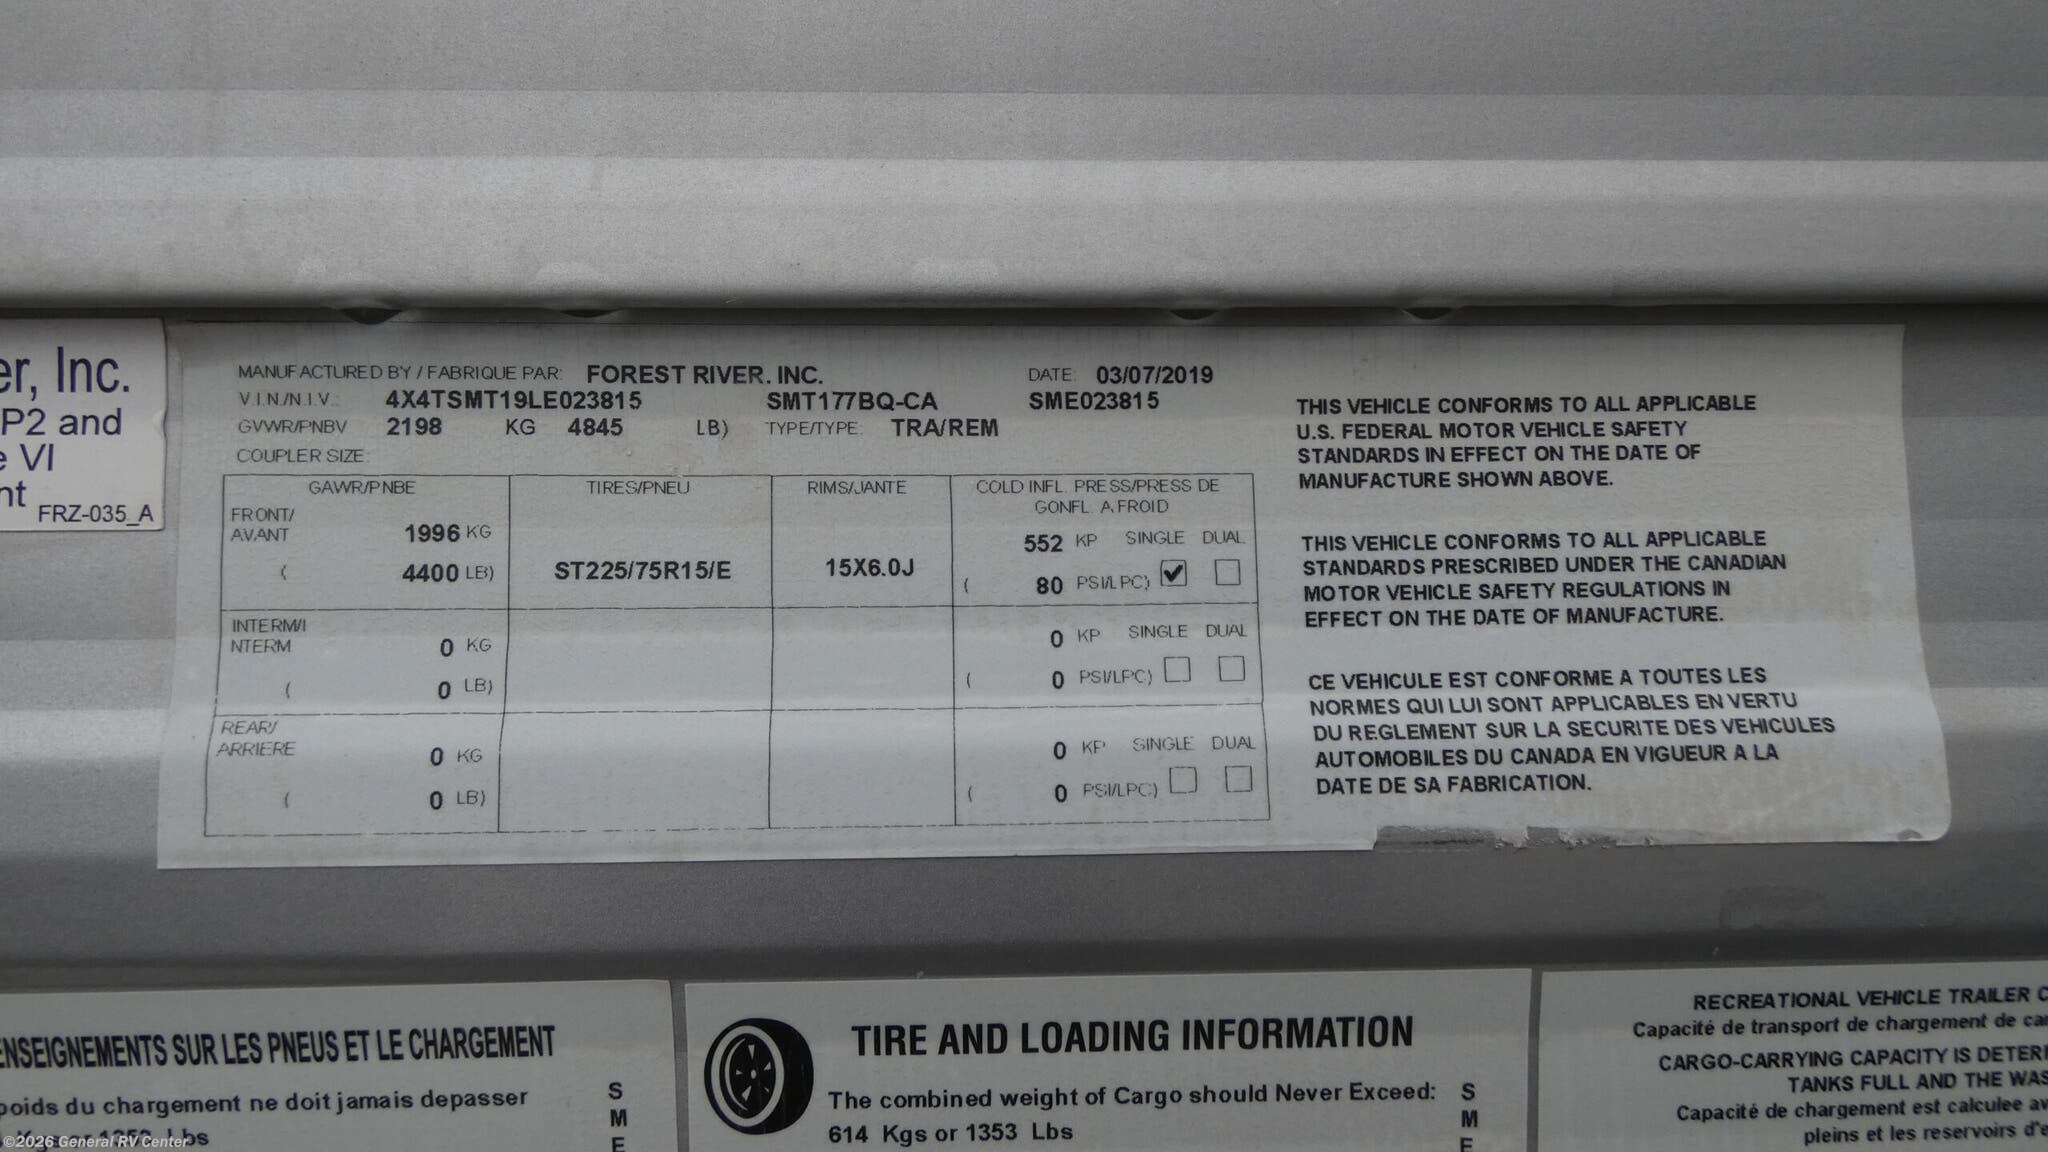 er, Inc.
P2 and
e VI
nt
FRZ-035_A
MANUFACTURED BY / FABRIQUE PAR: FOREST RIVER, INC. DATE: 03/07/2019
V.I.N./N.I.V.: 4X4TSMT19LE023815 SMT177BQ-CA SME023815
GVWR/PNBV 2198 KG 4845 LB) TYPE/TYPE: TRA/REM
COUPLER SIZE:
GAWR/PNBE TIRES/PNEU RIMS/JANTE COLD INFL. PRESS/PRESS DE
GONFL. A FROID
FRONT/
AVANT 1996 KG 552 KP SINGLE DUAL
( 4400 LB) ST225/75R15/E 15X6.0J ( 80 PSI/LPC) ✔
INTERM/I
NTERM 0 KG 0 KP SINGLE DUAL
( 0 LB) ( 0 PSI/LPC)
REAR/
ARRIERE 0 KG 0 KP SINGLE DUAL
( 0 LB) ( 0 PSI/LPC)
THIS VEHICLE CONFORMS TO ALL APPLICABLE
U.S. FEDERAL MOTOR VEHICLE SAFETY
STANDARDS IN EFFECT ON THE DATE OF
MANUFACTURE SHOWN ABOVE.
THIS VEHICLE CONFORMS TO ALL APPLICABLE
STANDARDS PRESCRIBED UNDER THE CANADIAN
MOTOR VEHICLE SAFETY REGULATIONS IN
EFFECT ON THE DATE OF MANUFACTURE.
CE VEHICULE EST CONFORME A TOUTES LES
NORMES QUI LUI SONT APPLICABLES EN VERTU
DU REGLEMENT SUR LA SECURITE DES VEHICULES
AUTOMOBILES DU CANADA EN VIGUEUR A LA
DATE DE SA FABRICATION.
ENSEIGNEMENTS SUR LES PNEUS ET LE CHARGEMENT
poids du chargement ne doit jamais depasser
Kgs or 1353 Lbs
S
M
E
TIRE AND LOADING INFORMATION
The combined weight of Cargo should Never Exceed:
614 Kgs or 1353 Lbs
S
M
E
RECREATIONAL VEHICLE TRAILER C
Capacité de transport de chargement de ca
CARGO-CARRYING CAPACITY IS DETER
TANKS FULL AND THE WAS
Capacité de chargement est calculee av
pleins et les reservoirs d'e
©2026 General RV Center